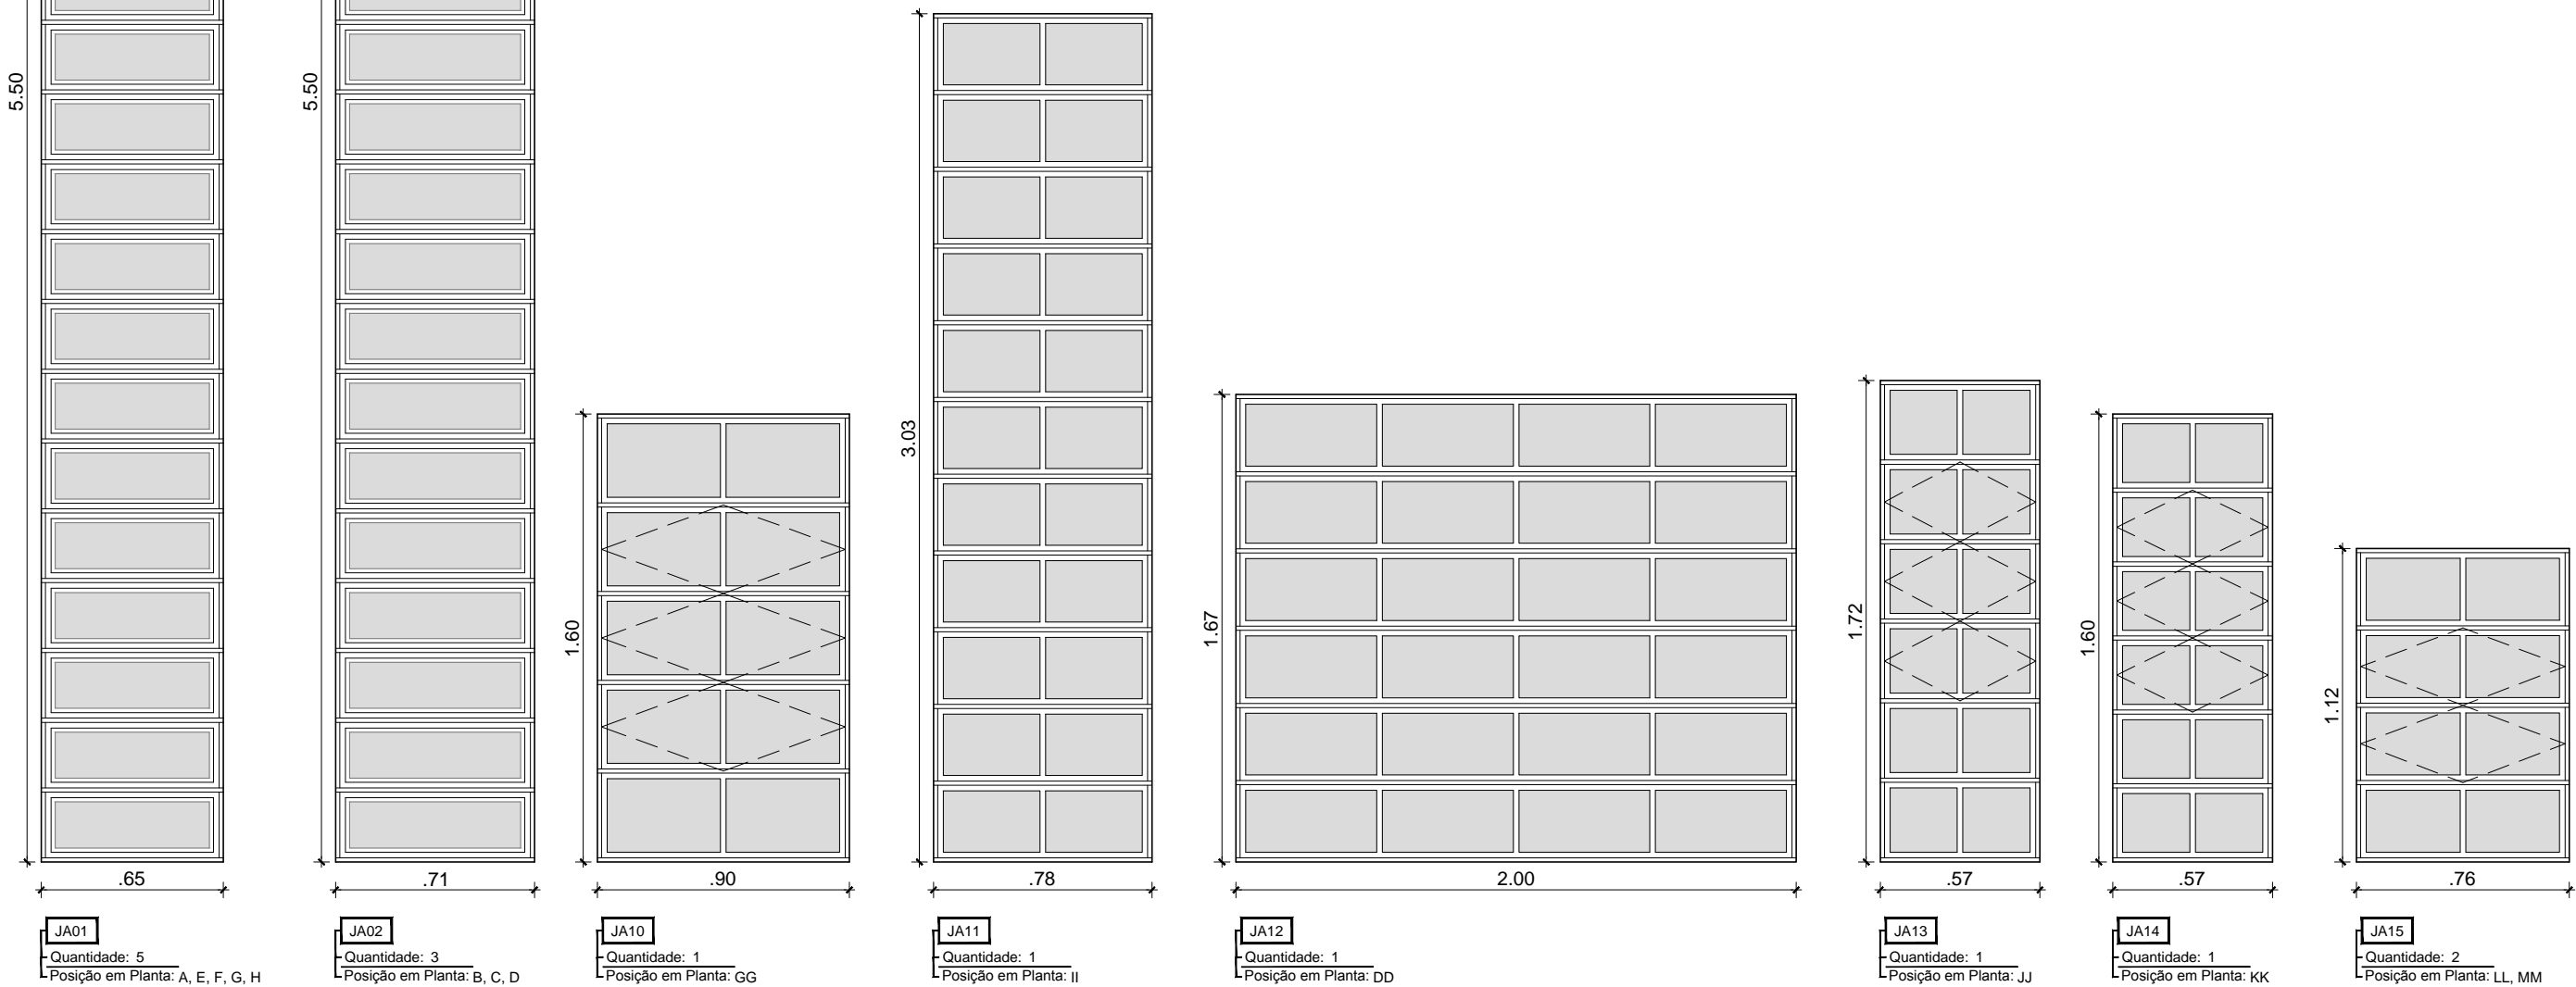 5.50
5.50
1.60
3.03
1.67
1.72
1.60
1.12
.65
.71
.90
.78
2.00
.57
.57
.76
JA01
Quantidade: 5
Posição em Planta: A, E, F, G, H
JA02
Quantidade: 3
Posição em Planta: B, C, D
JA10
Quantidade: 1
Posição em Planta: GG
JA11
Quantidade: 1
Posição em Planta: II
JA12
Quantidade: 1
Posição em Planta: DD
JA13
Quantidade: 1
Posição em Planta: JJ
JA14
Quantidade: 1
Posição em Planta: KK
JA15
Quantidade: 2
Posição em Planta: LL, MM